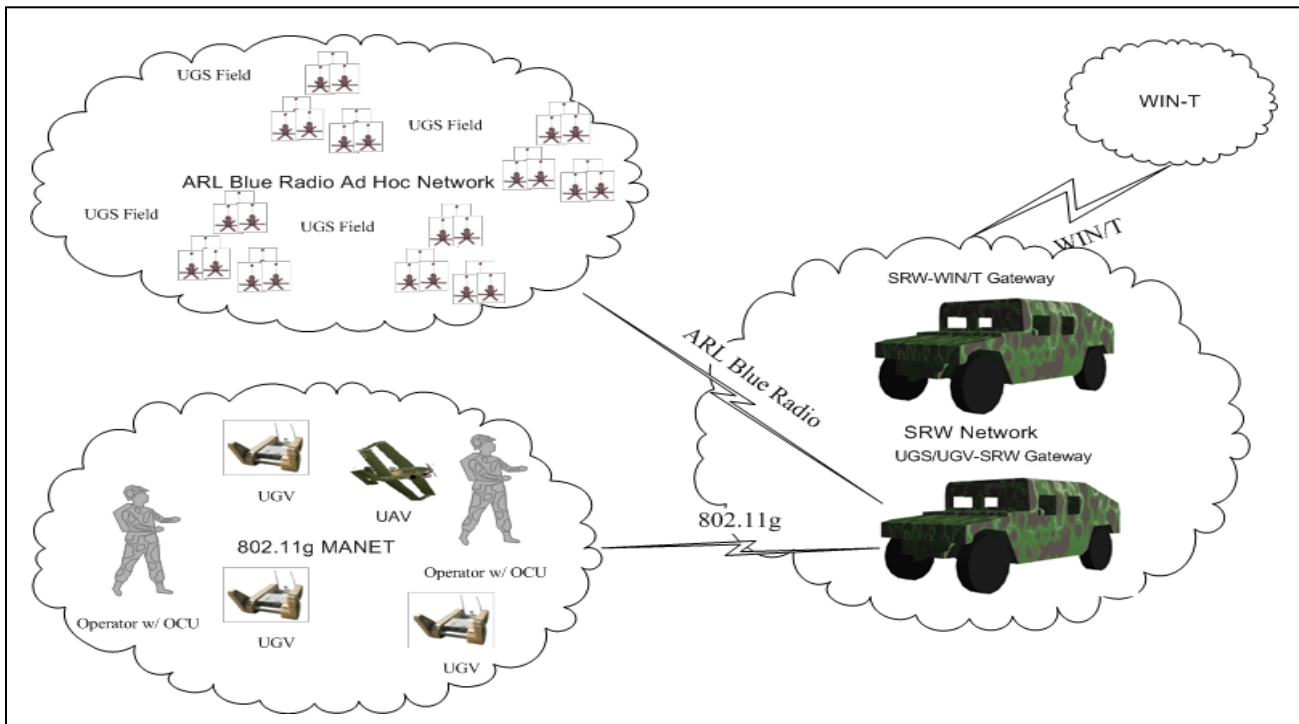 UGS Field
UGS Field
ARL Blue Radio Ad Hoc Network
UGS Field
UGS Field
WIN-T
WIN/T
SRW-WIN/T Gateway
ARL Blue Radio
SRW Network
UGS/UGV-SRW Gateway
802.11g
UGV
UAV
802.11g MANET
Operator w/ OCU
Operator w/ OCU
UGV
UGV